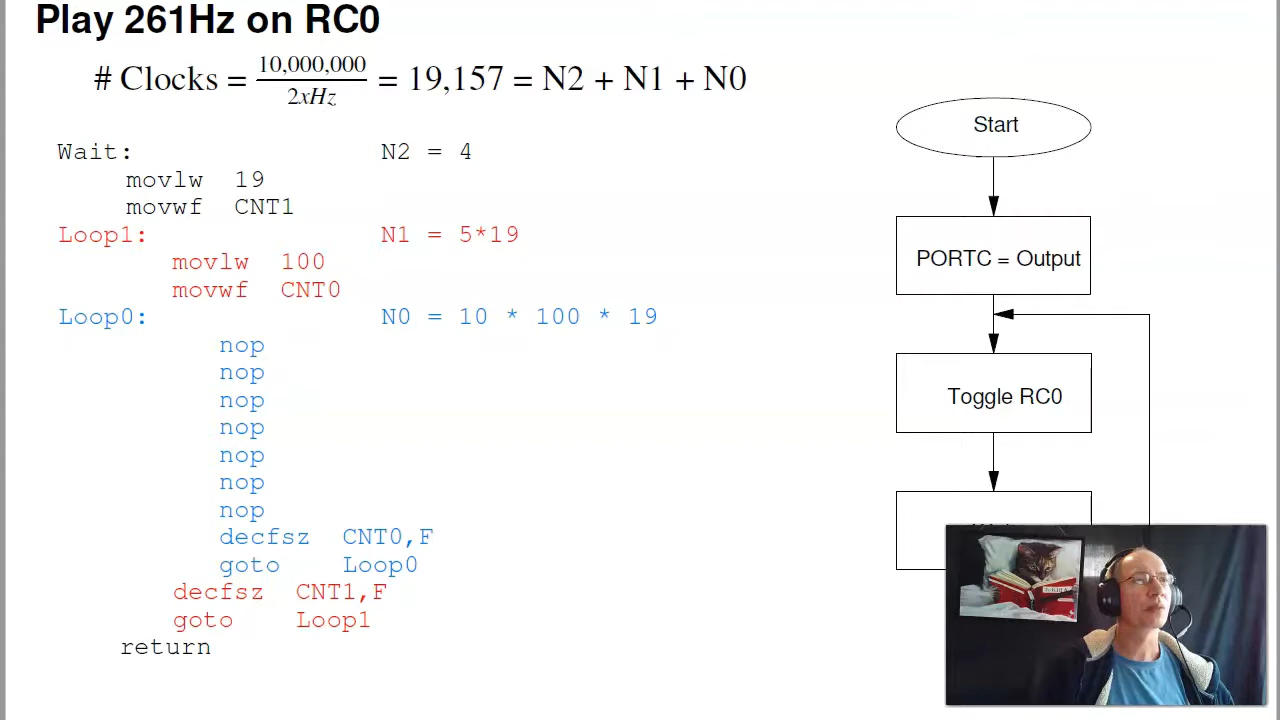 Play 261Hz on RC0
# Clocks = 10,000,000 / 2xHz = 19,157 = N2 + N1 + N0
Wait: N2 = 4
movlw 19
movwf CNT1
Loop1: N1 = 5*19
movlw 100
movwf CNT0
Loop0: N0 = 10 * 100 * 19
nop
nop
nop
nop
nop
nop
nop
decfsz CNT0,F
goto Loop0
decfsz CNT1,F
goto Loop1
return
Start
PORTC = Output
Toggle RC0